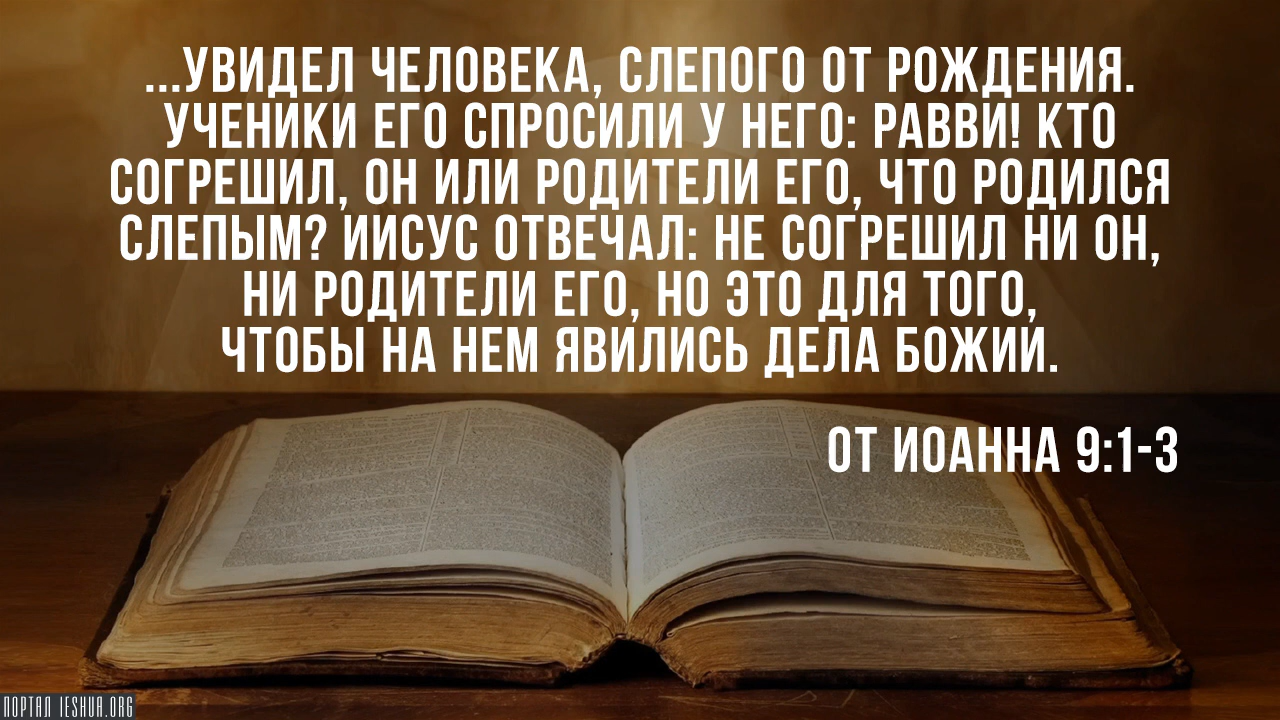 ...УВИДЕЛ ЧЕЛОВЕКА, СЛЕПОГО ОТ РОЖДЕНИЯ.
УЧЕНИКИ ЕГО СПРОСИЛИ У НЕГО: РАВВИ! КТО
СОГРЕШИЛ, ОН ИЛИ РОДИТЕЛИ ЕГО, ЧТО РОДИЛСЯ
СЛЕПЫМ? ИИСУС ОТВЕЧАЛ: НЕ СОГРЕШИЛ НИ ОН,
НИ РОДИТЕЛИ ЕГО, НО ЭТО ДЛЯ ТОГО,
ЧТОБЫ НА НЕМ ЯВИЛИСЬ ДЕЛА БОЖИИ.
ОТ ИОАННА 9:1-3
ПОРТАЛ IESHUA.ORG